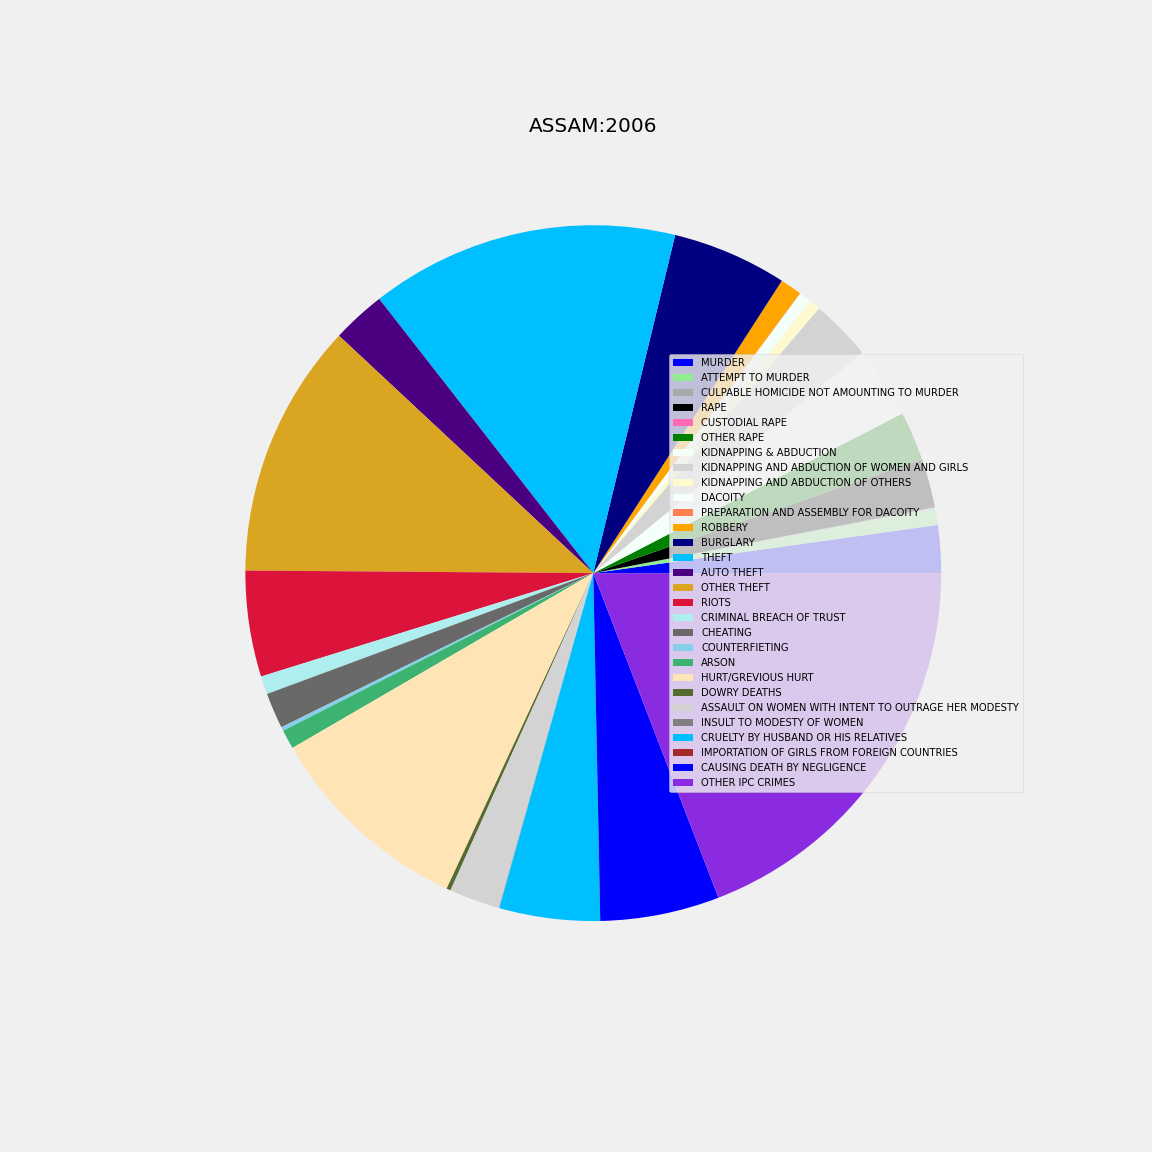 ASSAM:2006
MURDER
ATTEMPT TO MURDER
CULPABLE HOMICIDE NOT AMOUNTING TO MURDER
RAPE
CUSTODIAL RAPE
OTHER RAPE
KIDNAPPING & ABDUCTION
KIDNAPPING AND ABDUCTION OF WOMEN AND GIRLS
KIDNAPPING AND ABDUCTION OF OTHERS
DACOITY
PREPARATION AND ASSEMBLY FOR DACOITY
ROBBERY
BURGLARY
THEFT
AUTO THEFT
OTHER THEFT
RIOTS
CRIMINAL BREACH OF TRUST
CHEATING
COUNTERFIETING
ARSON
HURT/GREVIOUS HURT
DOWRY DEATHS
ASSAULT ON WOMEN WITH INTENT TO OUTRAGE HER MODESTY
INSULT TO MODESTY OF WOMEN
CRUELTY BY HUSBAND OR HIS RELATIVES
IMPORTATION OF GIRLS FROM FOREIGN COUNTRIES
CAUSING DEATH BY NEGLIGENCE
OTHER IPC CRIMES